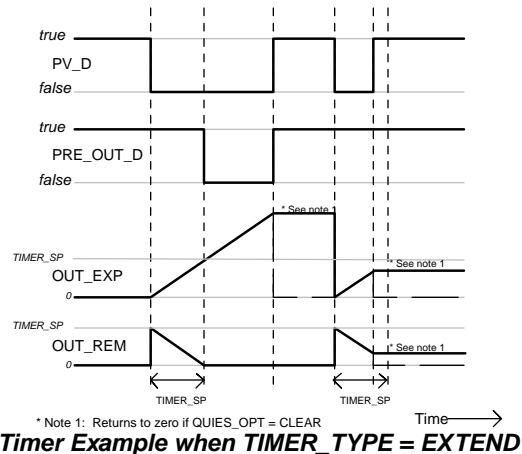 true
PV_D
false
true
PRE_OUT_D
false
* See note 1
TIMER_SP
* See note 1
OUT_EXP
0
TIMER_SP
OUT_REM
* See note 1
0
TIMER_SP
TIMER_SP
* Note 1: Returns to zero if QUIES_OPT = CLEAR
Time
Timer Example when TIMER_TYPE = EXTEND